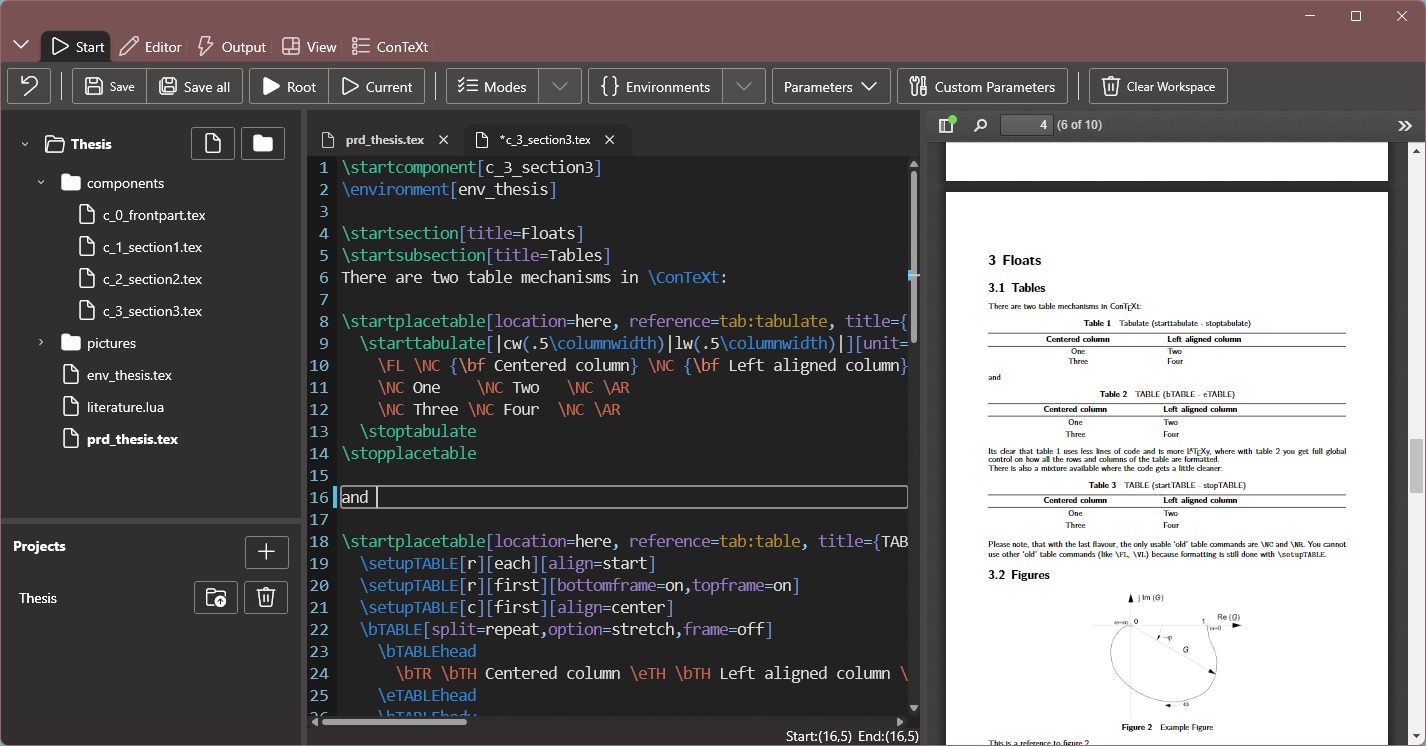 Start Editor Output View ConTeXt
Save Save all Root Current Modes {} Environments Parameters Custom Parameters Clear Workspace
Thesis
components
c_0_frontpart.tex
c_1_section1.tex
c_2_section2.tex
c_3_section3.tex
pictures
env_thesis.tex
literature.lua
prd_thesis.tex
Projects
Thesis
prd_thesis.tex *c_3_section3.tex
1 \startcomponent[c_3_section3]
2 \environment[env_thesis]
3
4 \startsection[title=Floats]
5 \startsubsection[title=Tables]
6 There are two table mechanisms in \ConTeXt:
7
8 \startplacetable[location=here, reference=tab:tabulate, title={
9 \starttabulate[|cw(.5\columnwidth)|lw(.5\columnwidth)|][unit=
10 \FL \NC {\bf Centered column} \NC {\bf Left aligned column}
11 \NC One \NC Two \NC \AR
12 \NC Three \NC Four \NC \AR
13 \stoptabulate
14 \stopplacetable
15
16 and
17
18 \startplacetable[location=here, reference=tab:table, title={TAB
19 \setupTABLE[r][each][align=start]
20 \setupTABLE[r][first][bottomframe=on,topframe=on]
21 \setupTABLE[c][first][align=center]
22 \bTABLE[split=repeat,option=stretch,frame=off]
23 \bTABLEhead
24 \bTR \bTH Centered column \eTH \bTH Left aligned column \
25 \eTABLEhead
26 \bTABLEbody
Start:(16,5) End:(16,5)
4 (6 of 10)
3 Floats
3.1 Tables
There are two table mechanisms in ConTEXt:
Table 1 Tabulate (starttabulate - stoptabulate)
Centered column Left aligned column
One Two
Three Four
and
Table 2 TABLE (bTABLE - eTABLE)
Centered column Left aligned column
One Two
Three Four
Its clear that table 1 uses less lines of code and is more LATEXy, where with table 2 you get full global
control on how all the rows and columns of the table are formatted.
There is also a mixture available where the code gets a little cleaner:
Table 3 TABLE (startTABLE - stopTABLE)
Centered column Left aligned column
One Two
Three Four
Please note, that with the last flavour, the only usable 'old' table commands are \NC and \NR. You cannot
use other 'old' table commands (like \FL, \VL) because formatting is still done with \setupTABLE.
3.2 Figures
j Im (G)
Re (G)
ω=∞ 0 1 ω=0
-φ
G
ω
Figure 2 Example Figure
This is a reference to figure 2